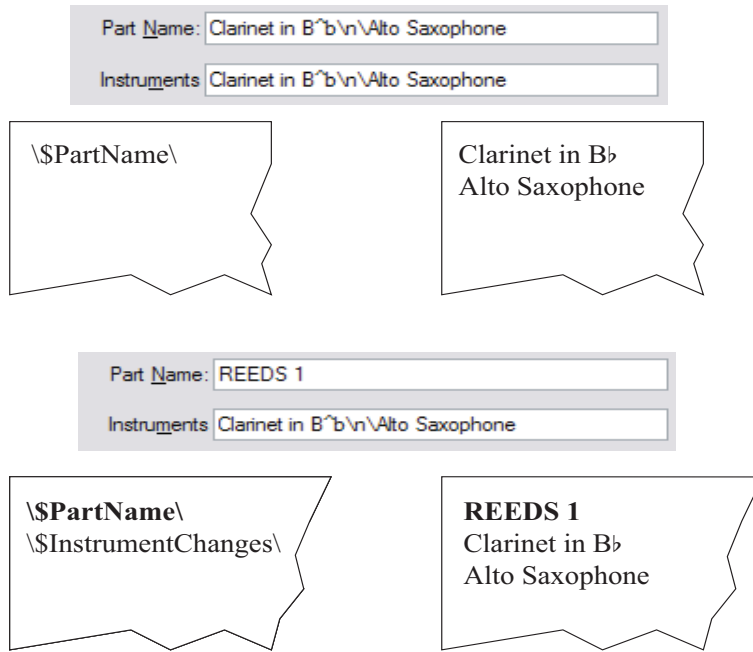 Part Name: Clarinet in B^b\n\Alto Saxophone
Instruments Clarinet in B^b\n\Alto Saxophone
\$PartName\
Clarinet in B♭
Alto Saxophone
Part Name: REEDS 1
Instruments Clarinet in B^b\n\Alto Saxophone
\$PartName\
\$InstrumentChanges\
REEDS 1
Clarinet in B♭
Alto Saxophone